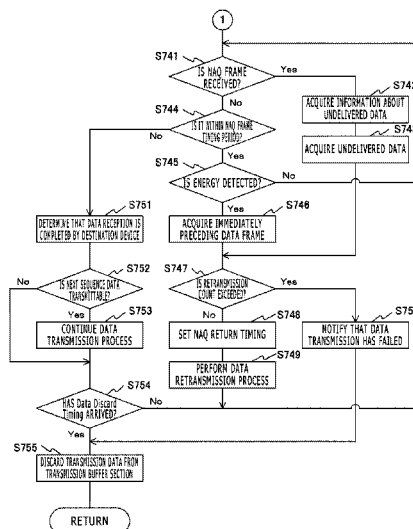 1
S741
IS NAQ FRAME
RECEIVED?
Yes
No
S742
ACQUIRE INFORMATION ABOUT
UNDELIVERED DATA
S744
IS IT WITHIN NAQ FRAME
TIMING PERIOD?
No
Yes
ACQUIRE UNDELIVERED DATA
S745
IS ENERGY DETECTED?
No
Yes
S746
ACQUIRE IMMEDIATELY
PRECEDING DATA FRAME
S751
DETERMINE THAT DATA RECEPTION IS
COMPLETED BY DESTINATION DEVICE
S752
IS NEXT SEQUENCE DATA
TRANSMITTABLE?
No
Yes
S753
CONTINUE DATA
TRANSMISSION PROCESS
S747
IS RETRANSMISSION
COUNT EXCEEDED?
Yes
No
S748
SET NAQ RETURN TIMING
S749
PERFORM DATA
RETRANSMISSION PROCESS
NOTIFY THAT DATA
TRANSMISSION HAS FAILED
S754
HAS Data Discard
Timing ARRIVED?
No
Yes
S755
DISCARD TRANSMISSION DATA FROM
TRANSMISSION BUFFER SECTION
RETURN